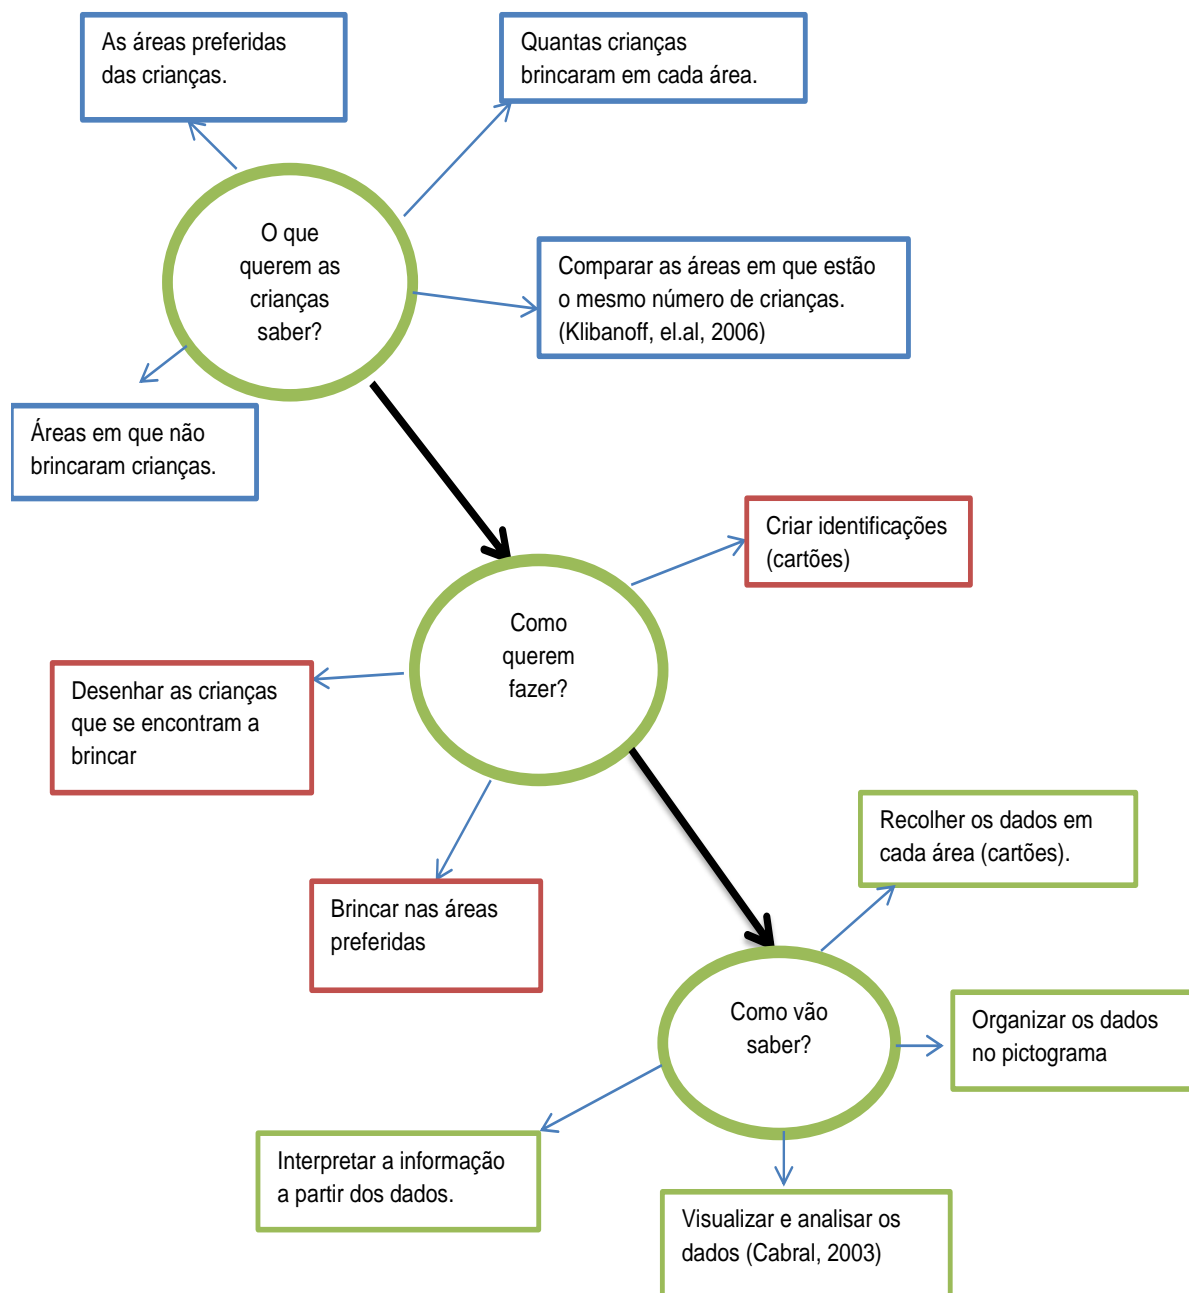 As áreas preferidas
das crianças.
Quantas crianças
brincaram em cada área.
O que
querem as
crianças
saber?
Comparar as áreas em que estão
o mesmo número de crianças.
(Klibanoff, el.al, 2006)
Áreas em que não
brincaram crianças.
Criar identificações
(cartões)
Como
querem
fazer?
Desenhar as crianças
que se encontram a
brincar
Brincar nas áreas
preferidas
Recolher os dados em
cada área (cartões).
Como vão
saber?
Organizar os dados
no pictograma
Interpretar a informação
a partir dos dados.
Visualizar e analisar os
dados (Cabral, 2003)